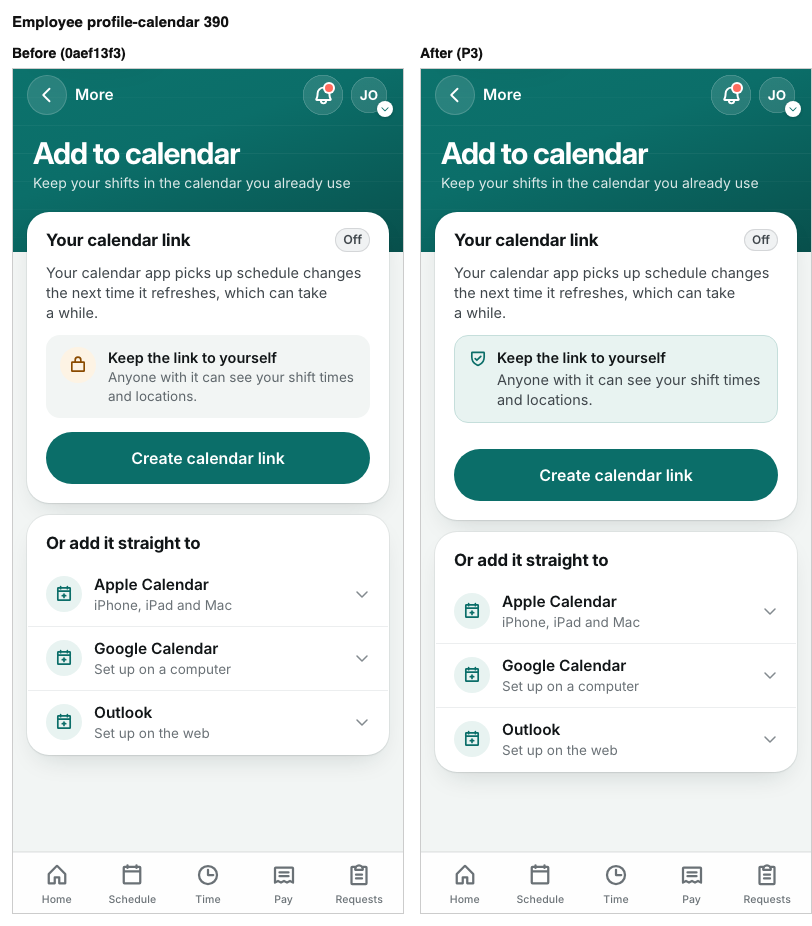 Employee profile-calendar 390
Before (0aef13f3)
More
JO
Add to calendar
Keep your shifts in the calendar you already use
Your calendar link
Off
Your calendar app picks up schedule changes
the next time it refreshes, which can take
a while.
Keep the link to yourself
Anyone with it can see your shift times
and locations.
Create calendar link
Or add it straight to
Apple Calendar
iPhone, iPad and Mac
Google Calendar
Set up on a computer
Outlook
Set up on the web
Home
Schedule
Time
Pay
Requests
After (P3)
More
JO
Add to calendar
Keep your shifts in the calendar you already use
Your calendar link
Off
Your calendar app picks up schedule changes
the next time it refreshes, which can take
a while.
Keep the link to yourself
Anyone with it can see your shift times
and locations.
Create calendar link
Or add it straight to
Apple Calendar
iPhone, iPad and Mac
Google Calendar
Set up on a computer
Outlook
Set up on the web
Home
Schedule
Time
Pay
Requests